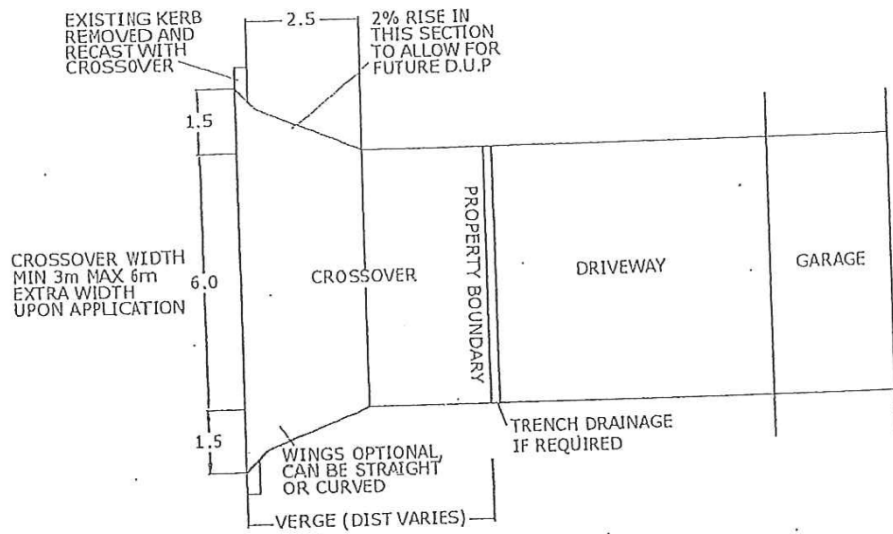 EXISTING KERB
REMOVED AND
RECAST WITH
CROSSOVER
2.5
2% RISE IN
THIS SECTION
TO ALLOW FOR
FUTURE D.U.P
1.5
CROSSOVER WIDTH
MIN 3m MAX 6m
EXTRA WIDTH
UPON APPLICATION
6.0
CROSSOVER
PROPERTY BOUNDARY
DRIVEWAY
GARAGE
1.5
WINGS OPTIONAL,
CAN BE STRAIGHT
OR CURVED
TRENCH DRAINAGE
IF REQUIRED
VERGE (DIST VARIES)